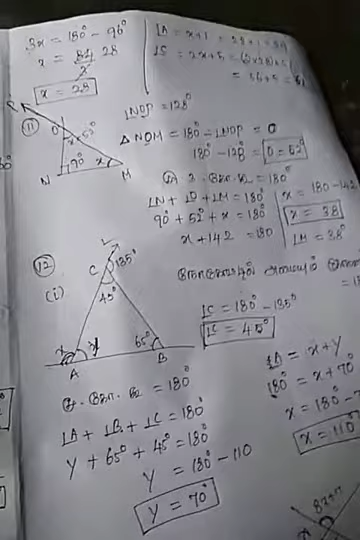 3x = 180° - 96°
x = 84/3 28
x = 28
∠A = x+1 = 28+1 = 29
∠C = 2x+5 = (2×28)+5
= 56+5 = 61
11
∠NOP = 128°
△ NOM = 180° - ∠NOP = O
180° - 128° = O = 52°
O
x 52°
90° x
N M
∠N + ∠O + ∠M = 180°
90° + 52° + x = 180°
x + 142 = 180
x = 180 - 142
x = 38
∠M = 38°
12
(i)
C 135°
45°
65°
x y
A B
∠C = 180° - 135°
∠C = 45°
= 180°
∠A + ∠B + ∠C = 180°
y + 65° + 45° = 180°
y = 180° - 110
y = 70°
∠A = x + y
180° = x + 70°
x = 180° - 7
x = 110°